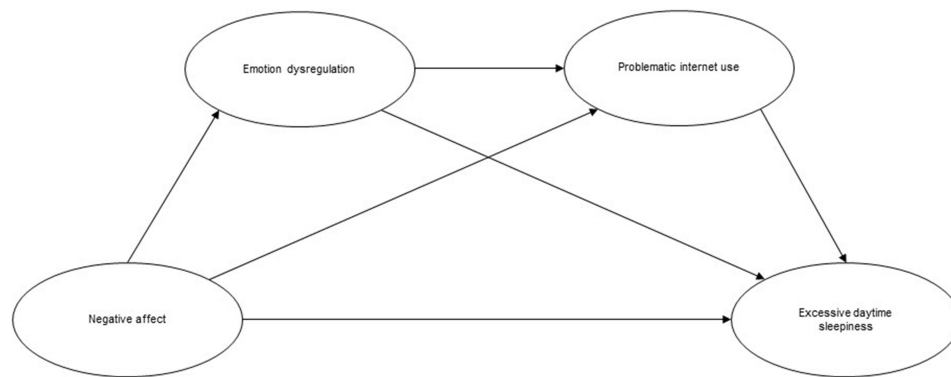 Emotion dysregulation
Problematic internet use
Negative affect
Excessive daytime
sleepiness